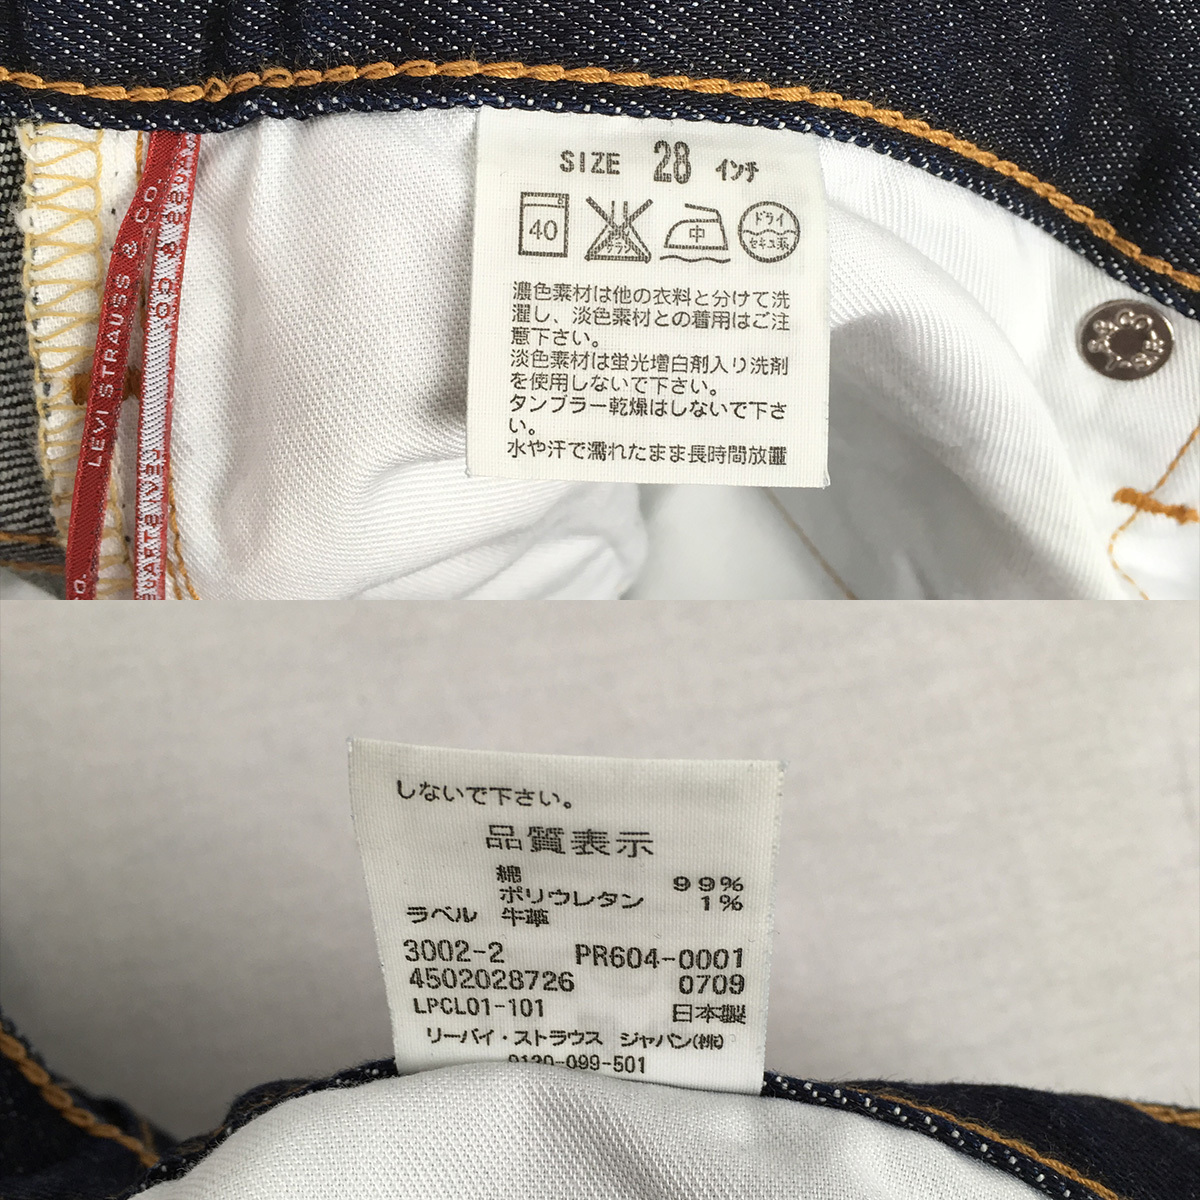 SIZE 28 インチ
40
中
ドライ
セキユ系
濃色素材は他の衣料と分けて洗
濯し、淡色素材との着用はご注
意下さい。
淡色素材は蛍光増白剤入り洗剤
を使用しないで下さい。
タンブラー乾燥はしないで下さ
い。
水や汗で濡れたまま長時間放置
LEVI STRAUSS & CO.
しないで下さい。
品質表示
綿 99%
ポリウレタン 1%
ラベル 牛革
3002-2 PR604-0001
4502028726 0709
LPCL01-101 日本製
リーバイ・ストラウス ジャパン(株)
0120-099-501